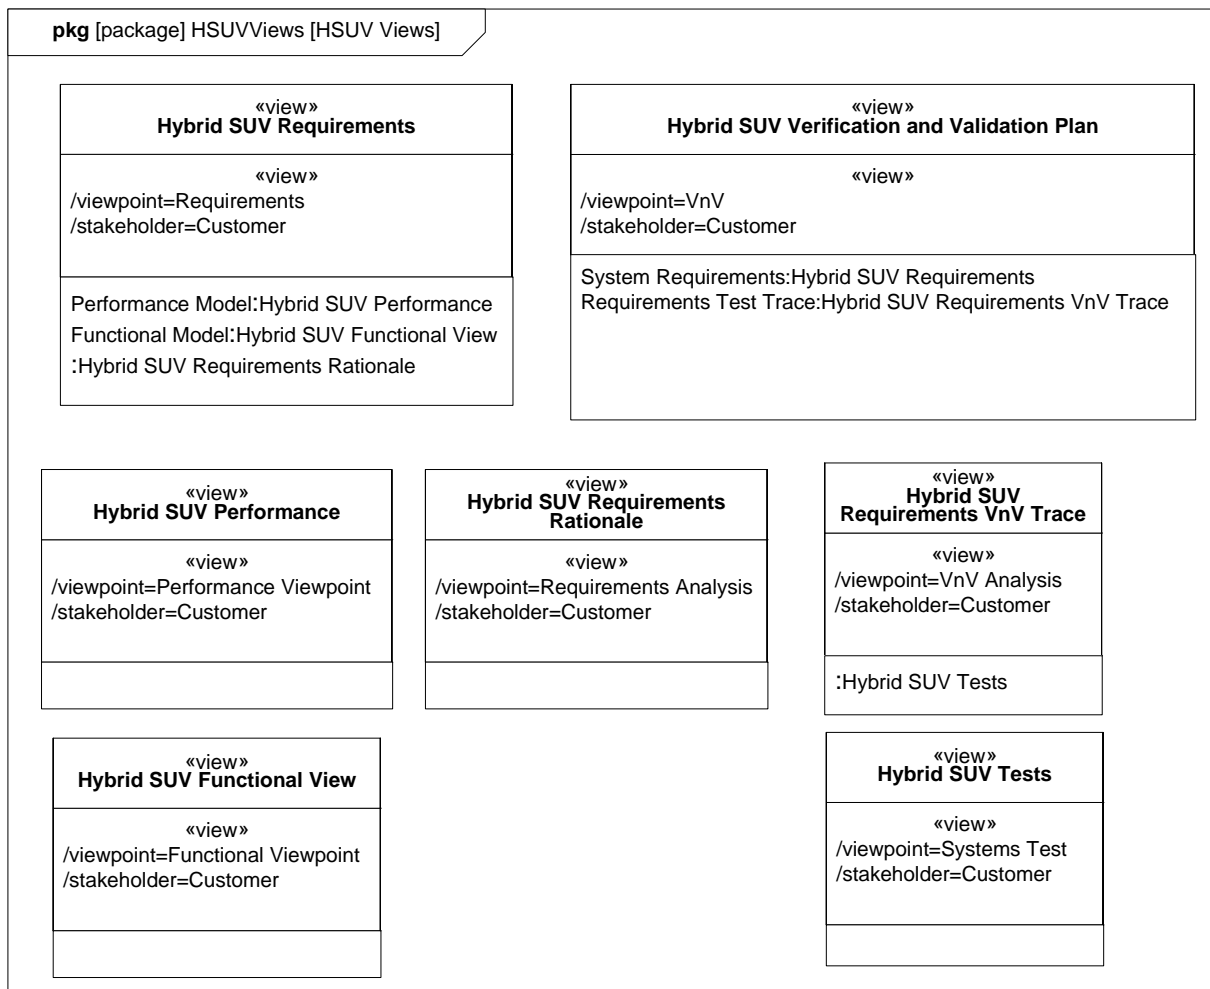 pkg [package] HSUVViews [HSUV Views]
«view»
Hybrid SUV Requirements
«view»
/viewpoint=Requirements
/stakeholder=Customer
Performance Model:Hybrid SUV Performance
Functional Model:Hybrid SUV Functional View
:Hybrid SUV Requirements Rationale
«view»
Hybrid SUV Verification and Validation Plan
«view»
/viewpoint=VnV
/stakeholder=Customer
System Requirements:Hybrid SUV Requirements
Requirements Test Trace:Hybrid SUV Requirements VnV Trace
«view»
Hybrid SUV Performance
«view»
/viewpoint=Performance Viewpoint
/stakeholder=Customer
«view»
Hybrid SUV Requirements
Rationale
«view»
/viewpoint=Requirements Analysis
/stakeholder=Customer
«view»
Hybrid SUV
Requirements VnV Trace
«view»
/viewpoint=VnV Analysis
/stakeholder=Customer
:Hybrid SUV Tests
«view»
Hybrid SUV Functional View
«view»
/viewpoint=Functional Viewpoint
/stakeholder=Customer
«view»
Hybrid SUV Tests
«view»
/viewpoint=Systems Test
/stakeholder=Customer